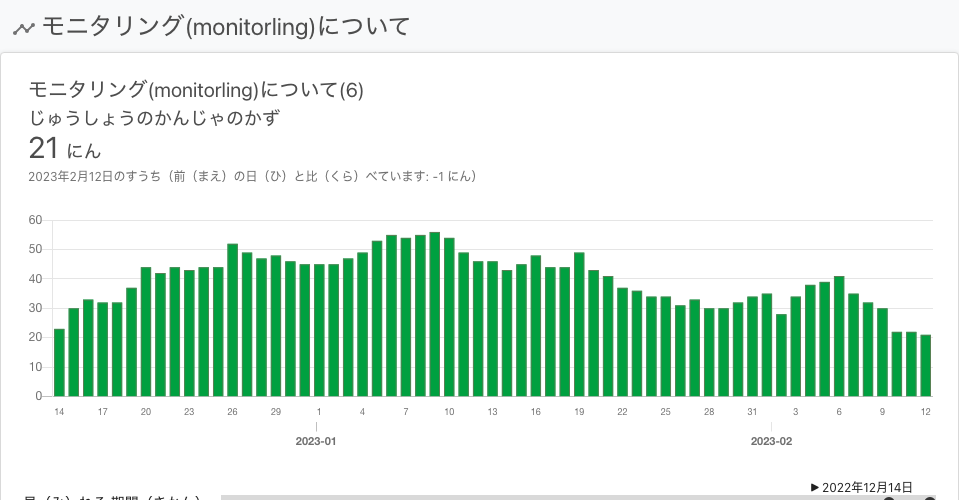 モニタリング(monitorling)について
モニタリング(monitorling)について(6)
じゅうしょうのかんじゃのかず
21 にん
2023年2月12日のすうち（前（まえ）の日（ひ）と比（くら）べています: -1 にん）
60
50
40
30
20
10
0
14 17 20 23 26 29 1 4 7 10 13 16 19 22 25 28 31 3 6 9 12
2023-01 2023-02
▶ 2022年12月14日